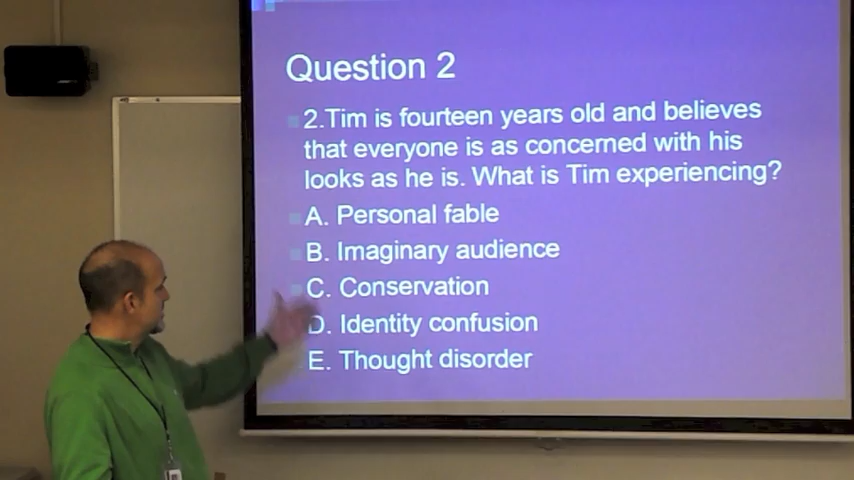 Question 2
2.Tim is fourteen years old and believes
that everyone is as concerned with his
looks as he is. What is Tim experiencing?
A. Personal fable
B. Imaginary audience
C. Conservation
D. Identity confusion
E. Thought disorder